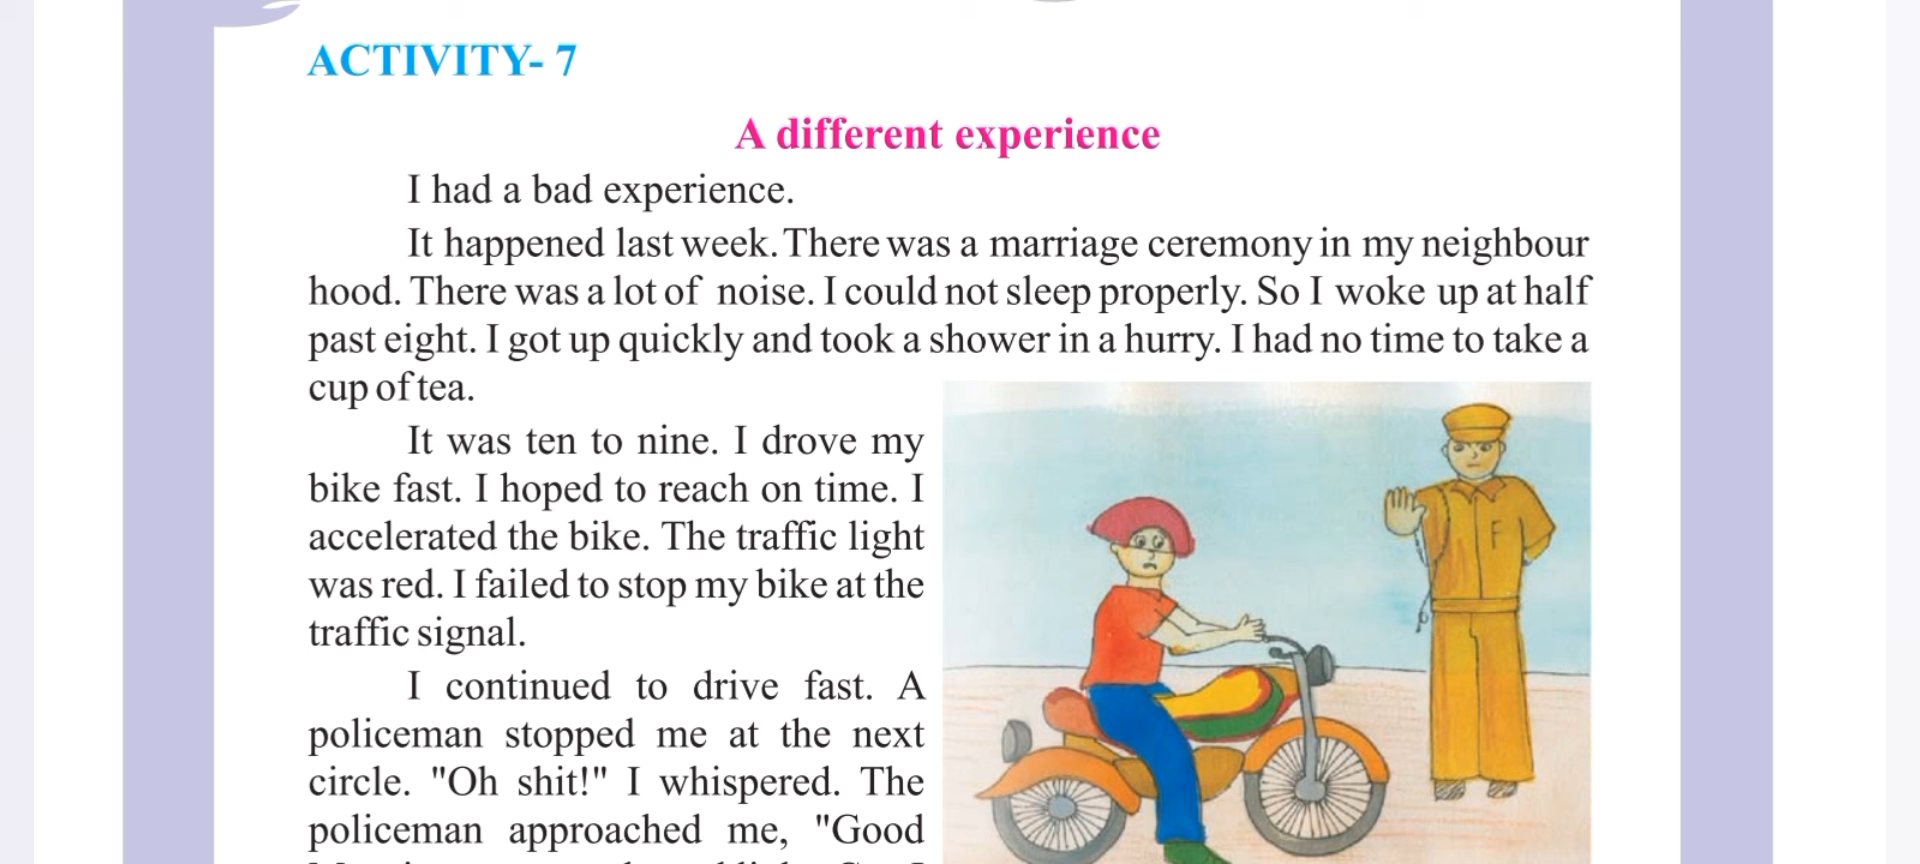 ACTIVITY- 7
A different experience
I had a bad experience.
It happened last week. There was a marriage ceremony in my neighbour
hood. There was a lot of noise. I could not sleep properly. So I woke up at half
past eight. I got up quickly and took a shower in a hurry. I had no time to take a
cup of tea.
It was ten to nine. I drove my
bike fast. I hoped to reach on time. I
accelerated the bike. The traffic light
was red. I failed to stop my bike at the
traffic signal.
I continued to drive fast. A
policeman stopped me at the next
circle. "Oh shit!" I whispered. The
policeman approached me, "Good
F